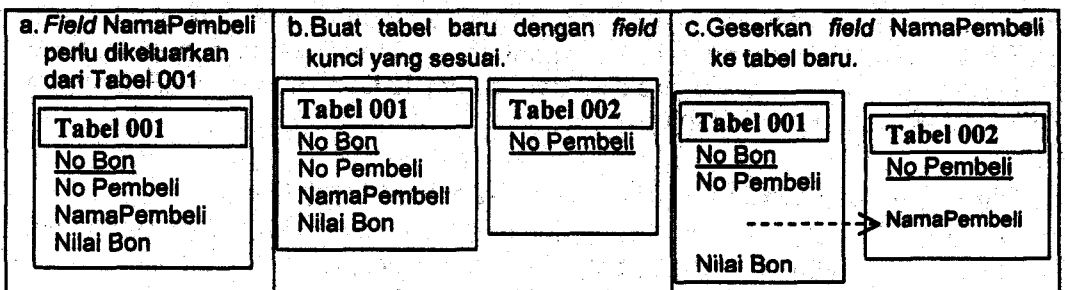 a. Field NamaPembeli
perlu dikeluarkan
dari Tabel 001
Tabel 001
No Bon
No Pembeli
NamaPembeli
Nilai Bon
b.Buat tabel baru dengan field
kunci yang sesuai.
Tabel 001
No Bon
No Pembeli
NamaPembeli
Nilai Bon
Tabel 002
No Pembeli
c.Geserkan field NamaPembeli
ke tabel baru.
Tabel 001
No Bon
No Pembeli
Nilai Bon
Tabel 002
No Pembeli
NamaPembeli